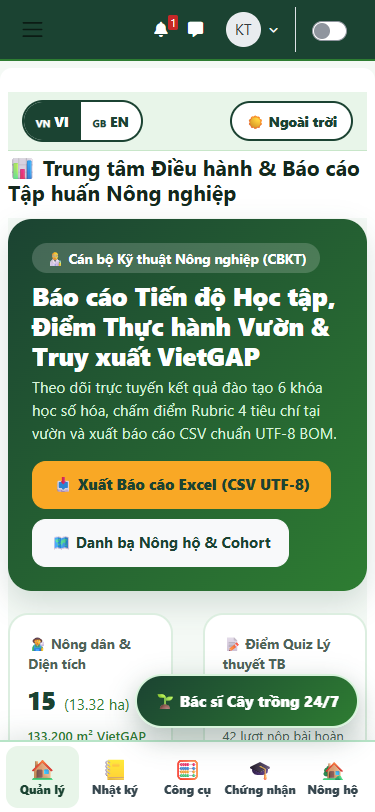 1
KT
VN VI
GB EN
Ngoài trời
Trung tâm Điều hành & Báo cáo
Tập huấn Nông nghiệp
Cán bộ Kỹ thuật Nông nghiệp (CBKT)
Báo cáo Tiến độ Học tập,
Điểm Thực hành Vườn &
Truy xuất VietGAP
Theo dõi trực tuyến kết quả đào tạo 6 khóa
học số hóa, chấm điểm Rubric 4 tiêu chí tại
vườn và xuất báo cáo CSV chuẩn UTF-8 BOM.
Xuất Báo cáo Excel (CSV UTF-8)
Danh bạ Nông hộ & Cohort
Nông dân &
Diện tích
15 (13.32 ha)
133.200 m² VietGAP
Điểm Quiz Lý
thuyết TB
42 lượt nộp bài hoàn
Bác sĩ Cây trồng 24/7
Quản lý
Nhật ký
Công cụ
Chứng nhận
Nông hộ